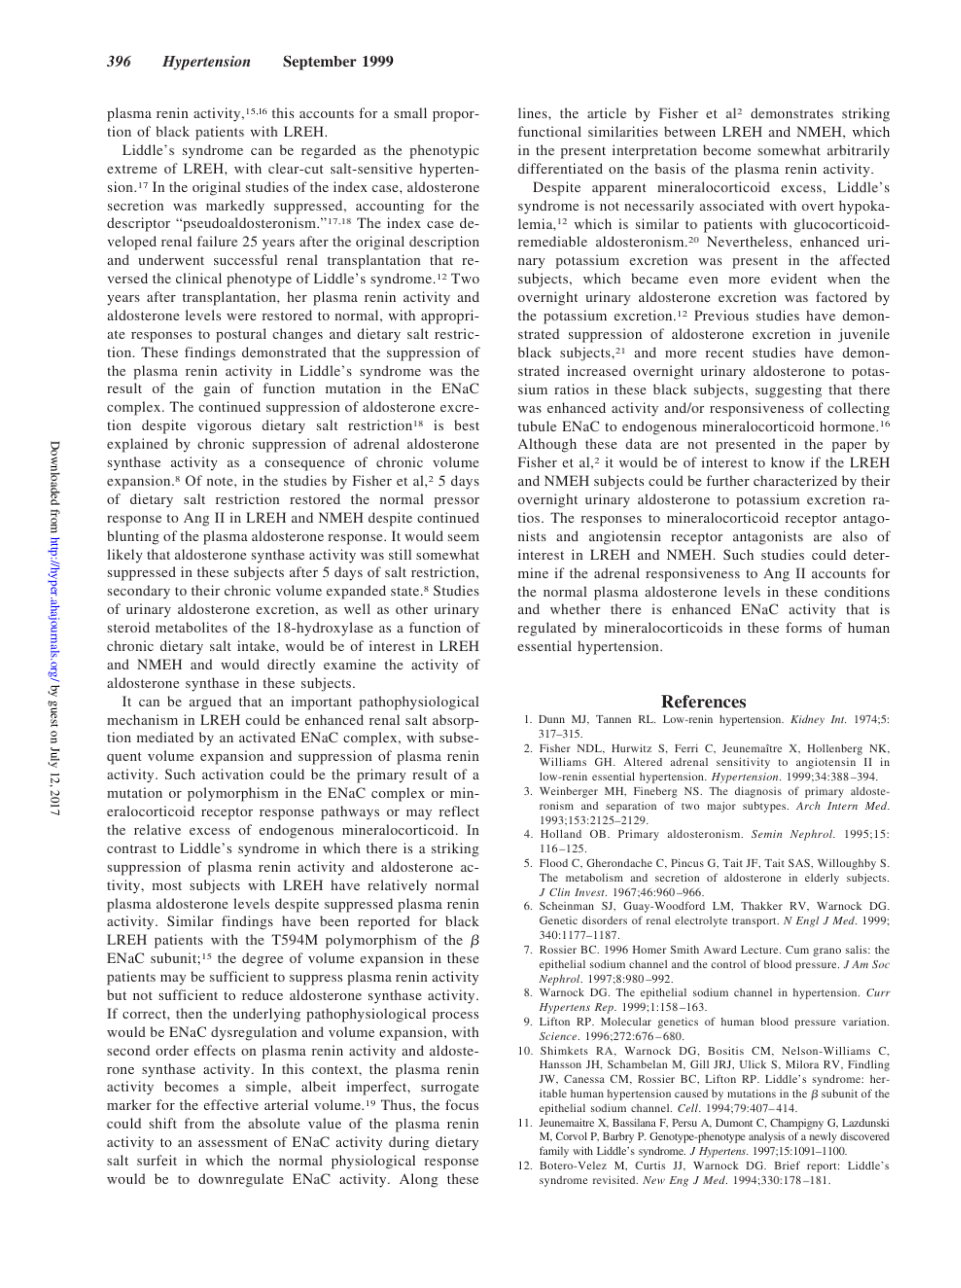 396 Hypertension September 1999
plasma renin activity,15,16 this accounts for a small propor-
tion of black patients with LREH.
Liddle's syndrome can be regarded as the phenotypic
extreme of LREH, with clear-cut salt-sensitive hyperten-
sion.17 In the original studies of the index case, aldosterone
secretion was markedly suppressed, accounting for the
descriptor “pseudoaldosteronism.”17,18 The index case de-
veloped renal failure 25 years after the original description
and underwent successful renal transplantation that re-
versed the clinical phenotype of Liddle's syndrome.12 Two
years after transplantation, her plasma renin activity and
aldosterone levels were restored to normal, with appropri-
ate responses to postural changes and dietary salt restric-
tion. These findings demonstrated that the suppression of
the plasma renin activity in Liddle's syndrome was the
result of the gain of function mutation in the ENaC
complex. The continued suppression of aldosterone excre-
tion despite vigorous dietary salt restriction18 is best
explained by chronic suppression of adrenal aldosterone
synthase activity as a consequence of chronic volume
expansion.8 Of note, in the studies by Fisher et al,2 5 days
of dietary salt restriction restored the normal pressor
response to Ang II in LREH and NMEH despite continued
blunting of the plasma aldosterone response. It would seem
likely that aldosterone synthase activity was still somewhat
suppressed in these subjects after 5 days of salt restriction,
secondary to their chronic volume expanded state.8 Studies
of urinary aldosterone excretion, as well as other urinary
steroid metabolites of the 18-hydroxylase as a function of
chronic dietary salt intake, would be of interest in LREH
and NMEH and would directly examine the activity of
aldosterone synthase in these subjects.
It can be argued that an important pathophysiological
mechanism in LREH could be enhanced renal salt absorp-
tion mediated by an activated ENaC complex, with subse-
quent volume expansion and suppression of plasma renin
activity. Such activation could be the primary result of a
mutation or polymorphism in the ENaC complex or min-
eralocorticoid receptor response pathways or may reflect
the relative excess of endogenous mineralocorticoid. In
contrast to Liddle's syndrome in which there is a striking
suppression of plasma renin activity and aldosterone ac-
tivity, most subjects with LREH have relatively normal
plasma aldosterone levels despite suppressed plasma renin
activity. Similar findings have been reported for black
LREH patients with the T594M polymorphism of the β
ENaC subunit;15 the degree of volume expansion in these
patients may be sufficient to suppress plasma renin activity
but not sufficient to reduce aldosterone synthase activity.
If correct, then the underlying pathophysiological process
would be ENaC dysregulation and volume expansion, with
second order effects on plasma renin activity and aldoste-
rone synthase activity. In this context, the plasma renin
activity becomes a simple, albeit imperfect, surrogate
marker for the effective arterial volume.19 Thus, the focus
could shift from the absolute value of the plasma renin
activity to an assessment of ENaC activity during dietary
salt surfeit in which the normal physiological response
would be to downregulate ENaC activity. Along these
lines, the article by Fisher et al2 demonstrates striking
functional similarities between LREH and NMEH, which
in the present interpretation become somewhat arbitrarily
differentiated on the basis of the plasma renin activity.
Despite apparent mineralocorticoid excess, Liddle's
syndrome is not necessarily associated with overt hypoka-
lemia,12 which is similar to patients with glucocorticoid-
remediable aldosteronism.20 Nevertheless, enhanced uri-
nary potassium excretion was present in the affected
subjects, which became even more evident when the
overnight urinary aldosterone excretion was factored by
the potassium excretion.12 Previous studies have demon-
strated suppression of aldosterone excretion in juvenile
black subjects,21 and more recent studies have demon-
strated increased overnight urinary aldosterone to potas-
sium ratios in these black subjects, suggesting that there
was enhanced activity and/or responsiveness of collecting
tubule ENaC to endogenous mineralocorticoid hormone.16
Although these data are not presented in the paper by
Fisher et al,2 it would be of interest to know if the LREH
and NMEH subjects could be further characterized by their
overnight urinary aldosterone to potassium excretion ra-
tios. The responses to mineralocorticoid receptor antago-
nists and angiotensin receptor antagonists are also of
interest in LREH and NMEH. Such studies could deter-
mine if the adrenal responsiveness to Ang II accounts for
the normal plasma aldosterone levels in these conditions
and whether there is enhanced ENaC activity that is
regulated by mineralocorticoids in these forms of human
essential hypertension.
References
1. Dunn MJ, Tannen RL. Low-renin hypertension. Kidney Int. 1974;5:
317–315.
2. Fisher NDL, Hurwitz S, Ferri C, Jeunemaître X, Hollenberg NK,
Williams GH. Altered adrenal sensitivity to angiotensin II in
low-renin essential hypertension. Hypertension. 1999;34:388–394.
3. Weinberger MH, Fineberg NS. The diagnosis of primary aldoste-
ronism and separation of two major subtypes. Arch Intern Med.
1993;153:2125–2129.
4. Holland OB. Primary aldosteronism. Semin Nephrol. 1995;15:
116–125.
5. Flood C, Gherondache C, Pincus G, Tait JF, Tait SAS, Willoughby S.
The metabolism and secretion of aldosterone in elderly subjects.
J Clin Invest. 1967;46:960–966.
6. Scheinman SJ, Guay-Woodford LM, Thakker RV, Warnock DG.
Genetic disorders of renal electrolyte transport. N Engl J Med. 1999;
340:1177–1187.
7. Rossier BC. 1996 Homer Smith Award Lecture. Cum grano salis: the
epithelial sodium channel and the control of blood pressure. J Am Soc
Nephrol. 1997;8:980–992.
8. Warnock DG. The epithelial sodium channel in hypertension. Curr
Hypertens Rep. 1999;1:158–163.
9. Lifton RP. Molecular genetics of human blood pressure variation.
Science. 1996;272:676–680.
10. Shimkets RA, Warnock DG, Bositis CM, Nelson-Williams C,
Hansson JH, Schambelan M, Gill JRJ, Ulick S, Milora RV, Findling
JW, Canessa CM, Rossier BC, Lifton RP. Liddle's syndrome: her-
itable human hypertension caused by mutations in the β subunit of the
epithelial sodium channel. Cell. 1994;79:407–414.
11. Jeunemaitre X, Bassilana F, Persu A, Dumont C, Champigny G, Lazdunski
M, Corvol P, Barbry P. Genotype-phenotype analysis of a newly discovered
family with Liddle's syndrome. J Hypertens. 1997;15:1091–1100.
12. Botero-Velez M, Curtis JJ, Warnock DG. Brief report: Liddle's
syndrome revisited. New Eng J Med. 1994;330:178–181.
Downloaded from http://hyper.ahajournals.org/ by guest on July 12, 2017